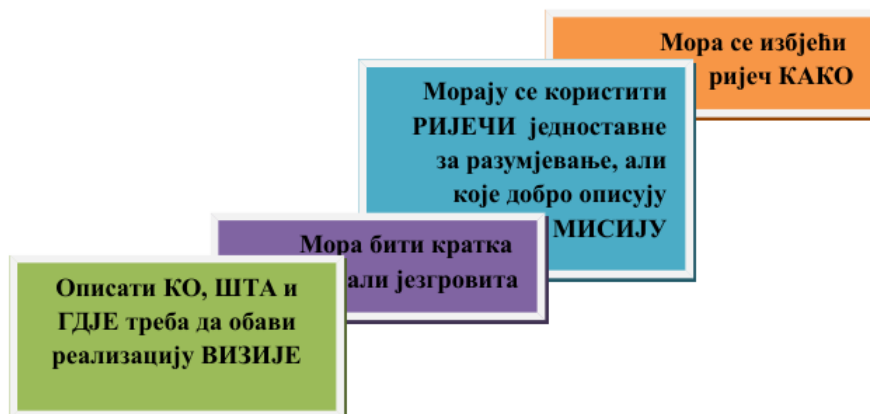 Мора се избјећи
ријеч КАКО
Морају се користити
РИЈЕЧИ једноставне
за разумјевање, али
које добро описују
МИСИЈУ
Мора бити кратка
али језгровита
Описати КО, ШТА и
ГДЈЕ треба да обави
реализацију ВИЗИЈЕ